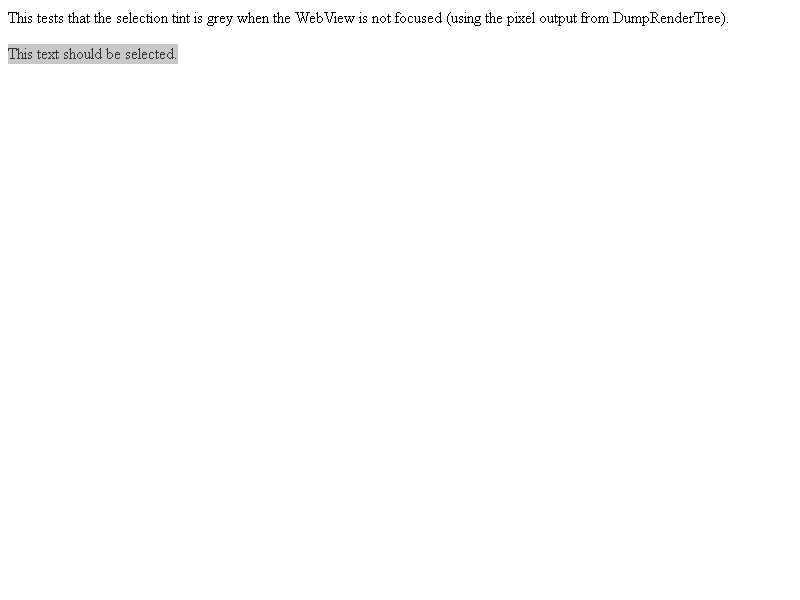 This tests that the selection tint is grey when the WebView is not focused (using the pixel output from DumpRenderTree).
This text should be selected.